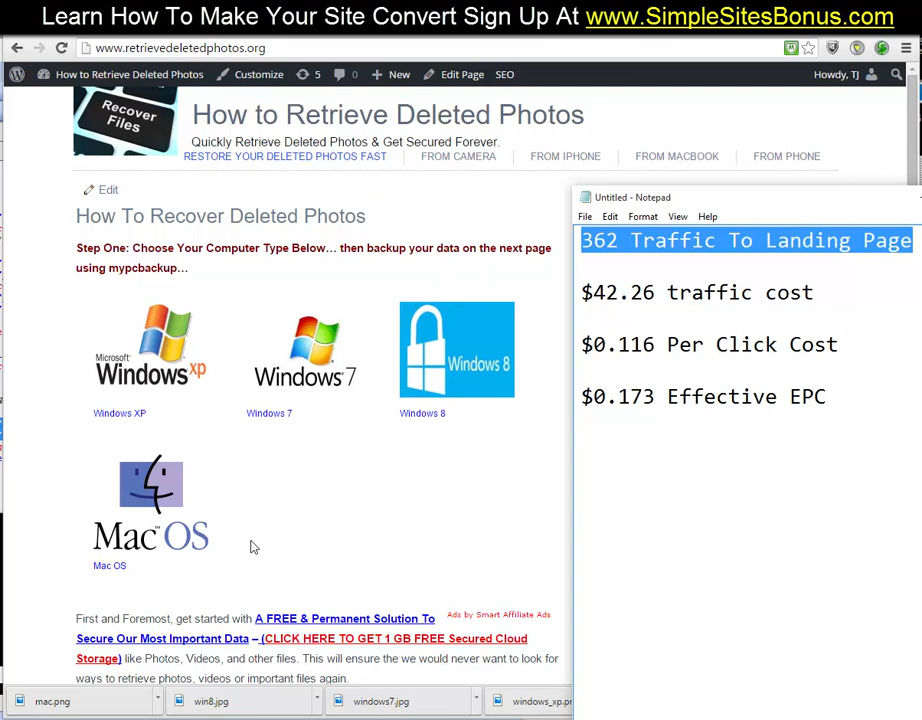 Learn How To Make Your Site Convert Sign Up At www.SimpleSitesBonus.com
www.retrievedeletedphotos.org
How to Retrieve Deleted Photos
Customize
5
0
New
Edit Page
SEO
Howdy, TJ
Recover
Files
How to Retrieve Deleted Photos
Quickly Retrieve Deleted Photos & Get Secured Forever.
RESTORE YOUR DELETED PHOTOS FAST
FROM CAMERA
FROM IPHONE
FROM MACBOOK
FROM PHONE
Edit
How To Recover Deleted Photos
Step One: Choose Your Computer Type Below... then backup your data on the next page
using mypcbackup...
Microsoft
Windows xp
Windows 7
Windows 8
Windows XP
Windows 7
Windows 8
Mac™OS
Mac OS
First and Foremost, get started with A FREE & Permanent Solution To
Secure Our Most Important Data – (CLICK HERE TO GET 1 GB FREE Secured Cloud
Storage) like Photos, Videos, and other files. This will ensure the we would never want to look for
ways to retrieve photos, videos or important files again.
Ads by Smart Affiliate Ads
Untitled - Notepad
File Edit Format View Help
362 Traffic To Landing Page
$42.26 traffic cost
$0.116 Per Click Cost
$0.173 Effective EPC
mac.png
win8.jpg
windows7.jpg
windows_xp.pn